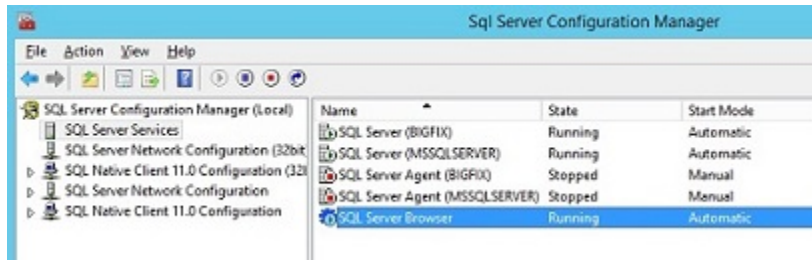 Sql Server Configuration Manager
File Action View Help
SQL Server Configuration Manager (Local)
SQL Server Services
SQL Server Network Configuration (32bit
SQL Native Client 11.0 Configuration (32l
SQL Server Network Configuration
SQL Native Client 11.0 Configuration
Name State Start Mode
SQL Server (BIGFIX) Running Automatic
SQL Server (MSSQLSERVER) Running Automatic
SQL Server Agent (BIGFIX) Stopped Manual
SQL Server Agent (MSSQLSERVER) Stopped Manual
SQL Server Browser Running Automatic